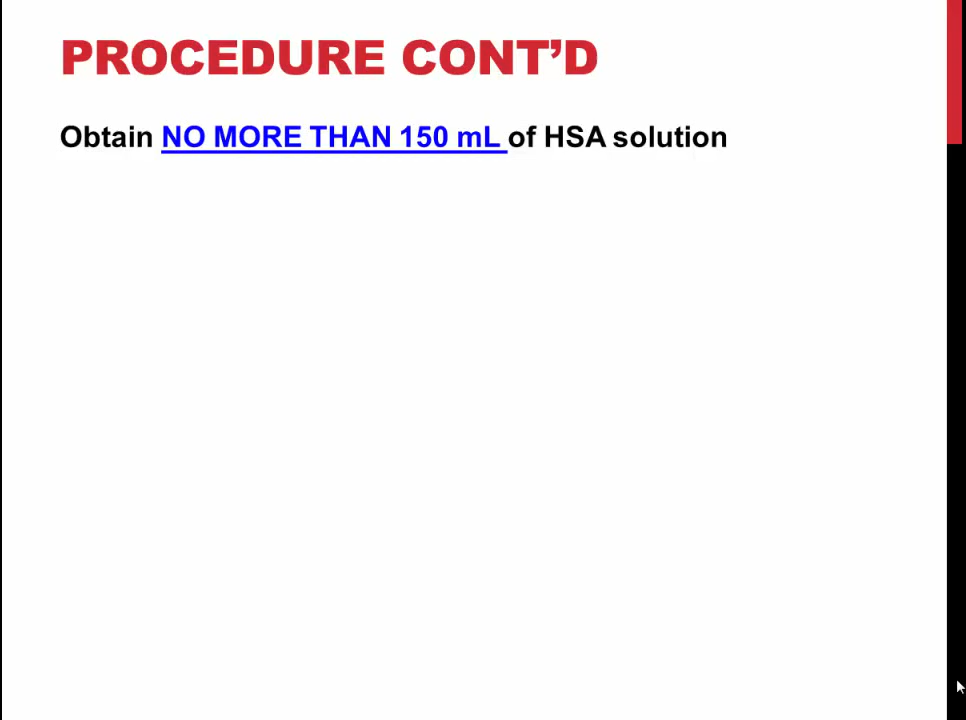 PROCEDURE CONT’D
Obtain NO MORE THAN 150 mL of HSA solution